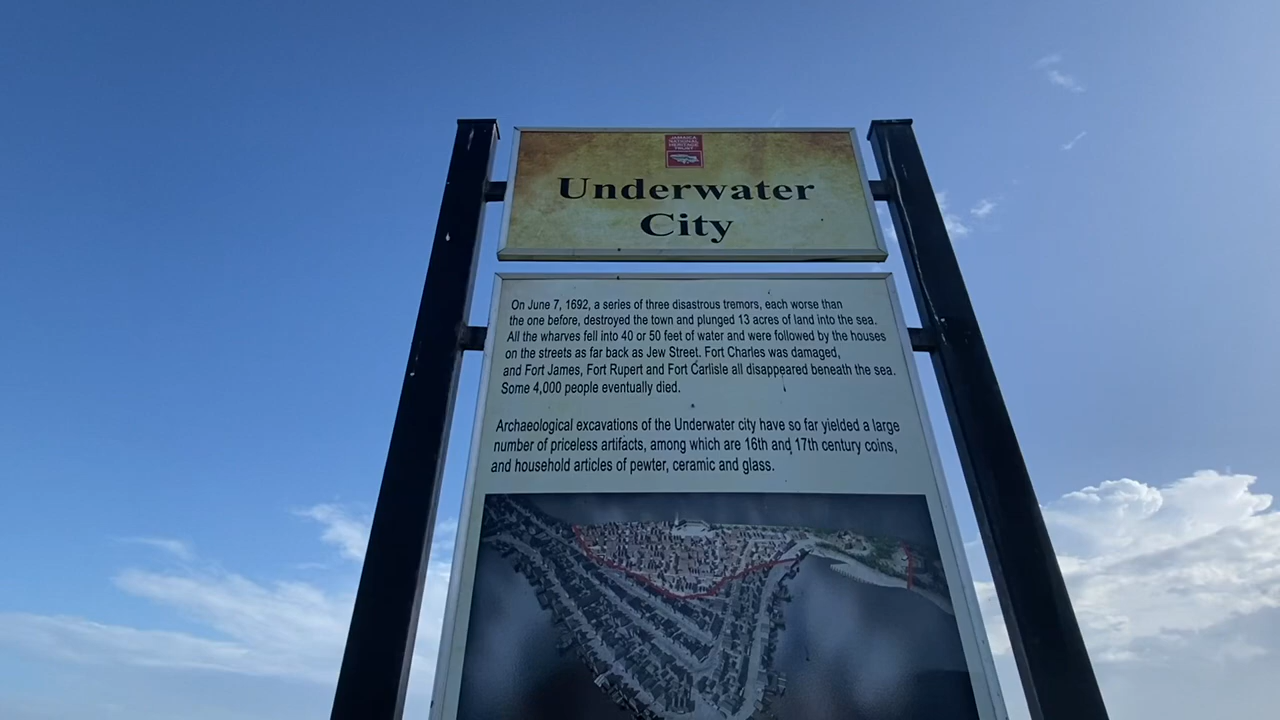 JAMAICA
NATIONAL
HERITAGE
TRUST
Underwater
City
On June 7, 1692, a series of three disastrous tremors, each worse than
the one before, destroyed the town and plunged 13 acres of land into the sea.
All the wharves fell into 40 or 50 feet of water and were followed by the houses
on the streets as far back as Jew Street. Fort Charles was damaged,
and Fort James, Fort Rupert and Fort Carlisle all disappeared beneath the sea.
Some 4,000 people eventually died.
Archaeological excavations of the Underwater city have so far yielded a large
number of priceless artifacts, among which are 16th and 17th century coins,
and household articles of pewter, ceramic and glass.